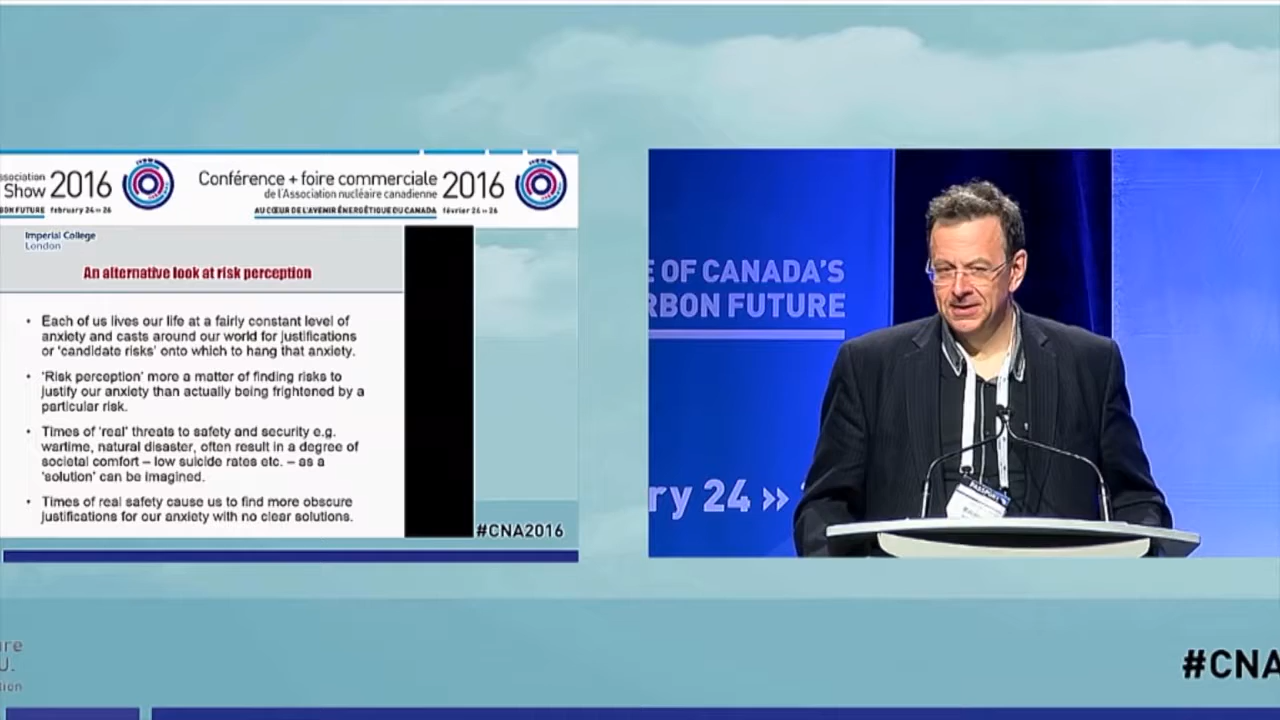 ssociation
Show 2016
BON FUTURE february 24 » 26
Conférence + foire commerciale 2016
de l'Association nucléaire canadienne
AU CŒUR DE L'AVENIR ÉNERGÉTIQUE DU CANADA février 24 » 26
Imperial College
London
An alternative look at risk perception
• Each of us lives our life at a fairly constant level of
anxiety and casts around our world for justifications
or 'candidate risks' onto which to hang that anxiety.
• 'Risk perception' more a matter of finding risks to
justify our anxiety than actually being frightened by a
particular risk.
• Times of 'real' threats to safety and security e.g.
wartime, natural disaster, often result in a degree of
societal comfort – low suicide rates etc. – as a
'solution' can be imagined.
• Times of real safety cause us to find more obscure
justifications for our anxiety with no clear solutions.
#CNA2016
E OF CANADA'S
RBON FUTURE
ry 24 »
ire
U.
tion
#CNA